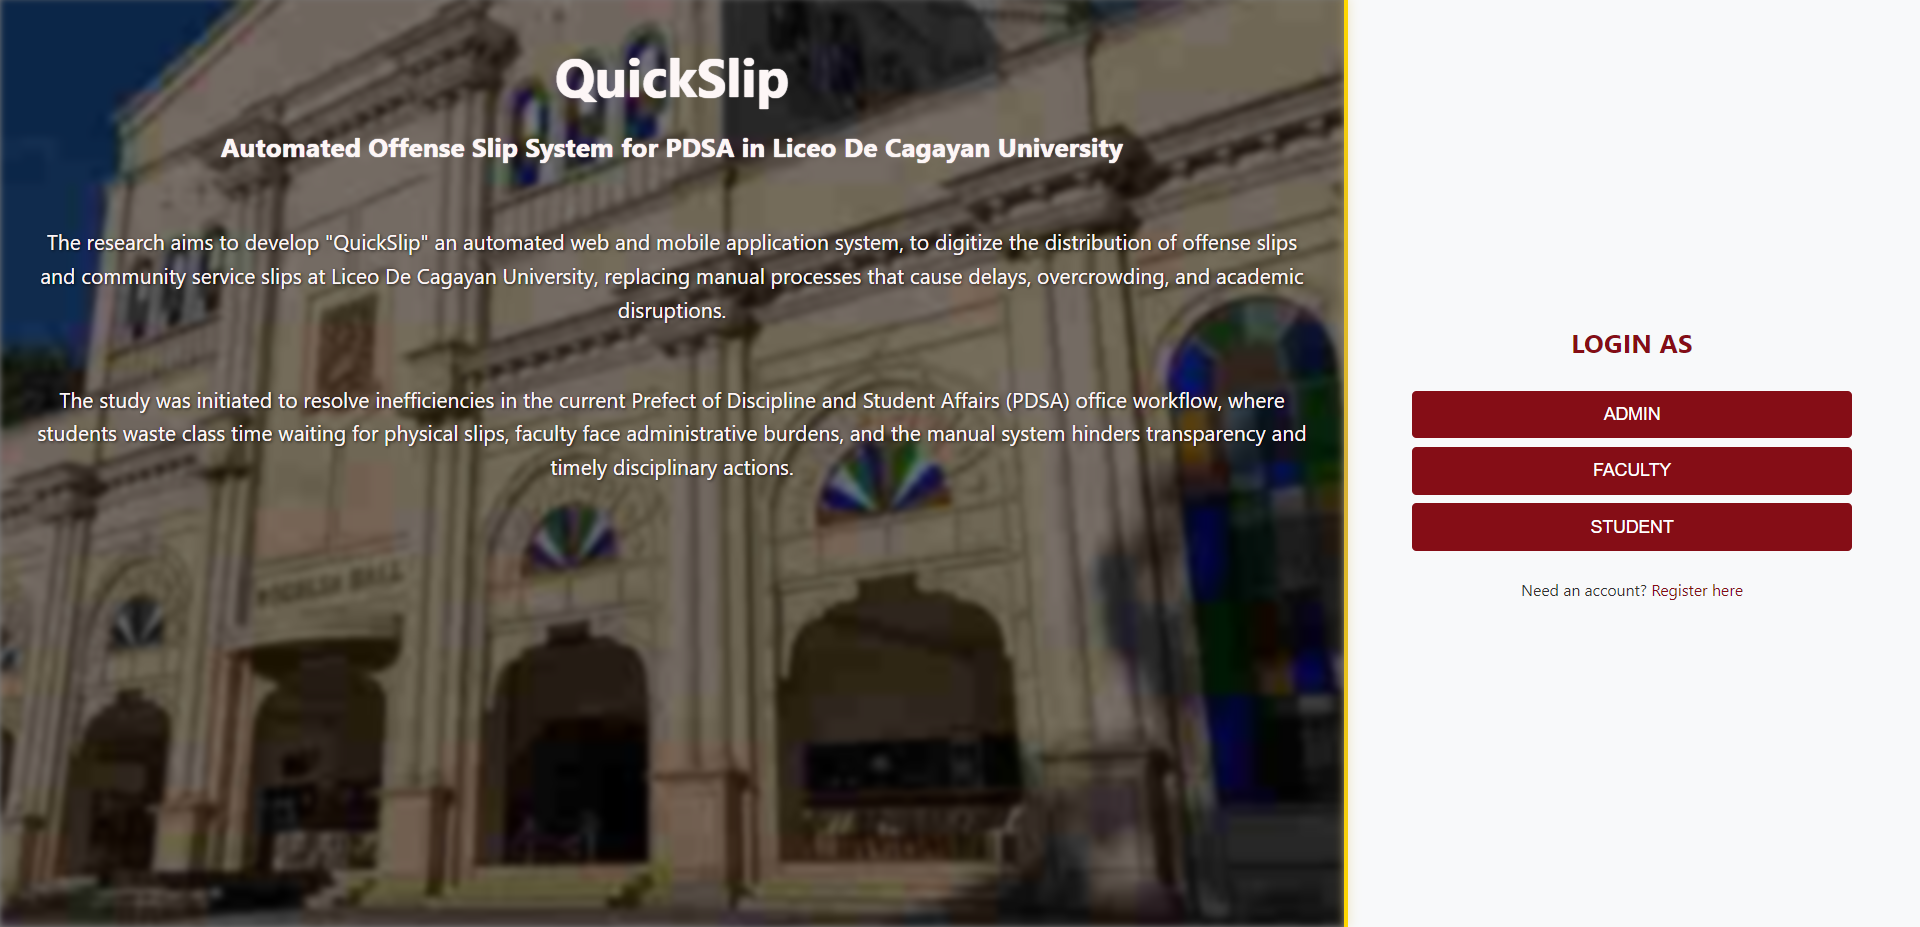 QuickSlip
Automated Offense Slip System for PDSA in Liceo De Cagayan University
The research aims to develop "QuickSlip" an automated web and mobile application system, to digitize the distribution of offense slips
and community service slips at Liceo De Cagayan University, replacing manual processes that cause delays, overcrowding, and academic
disruptions.
The study was initiated to resolve inefficiencies in the current Prefect of Discipline and Student Affairs (PDSA) office workflow, where
students waste class time waiting for physical slips, faculty face administrative burdens, and the manual system hinders transparency and
timely disciplinary actions.
HALL
LOGIN AS
ADMIN
FACULTY
STUDENT
Need an account? Register here